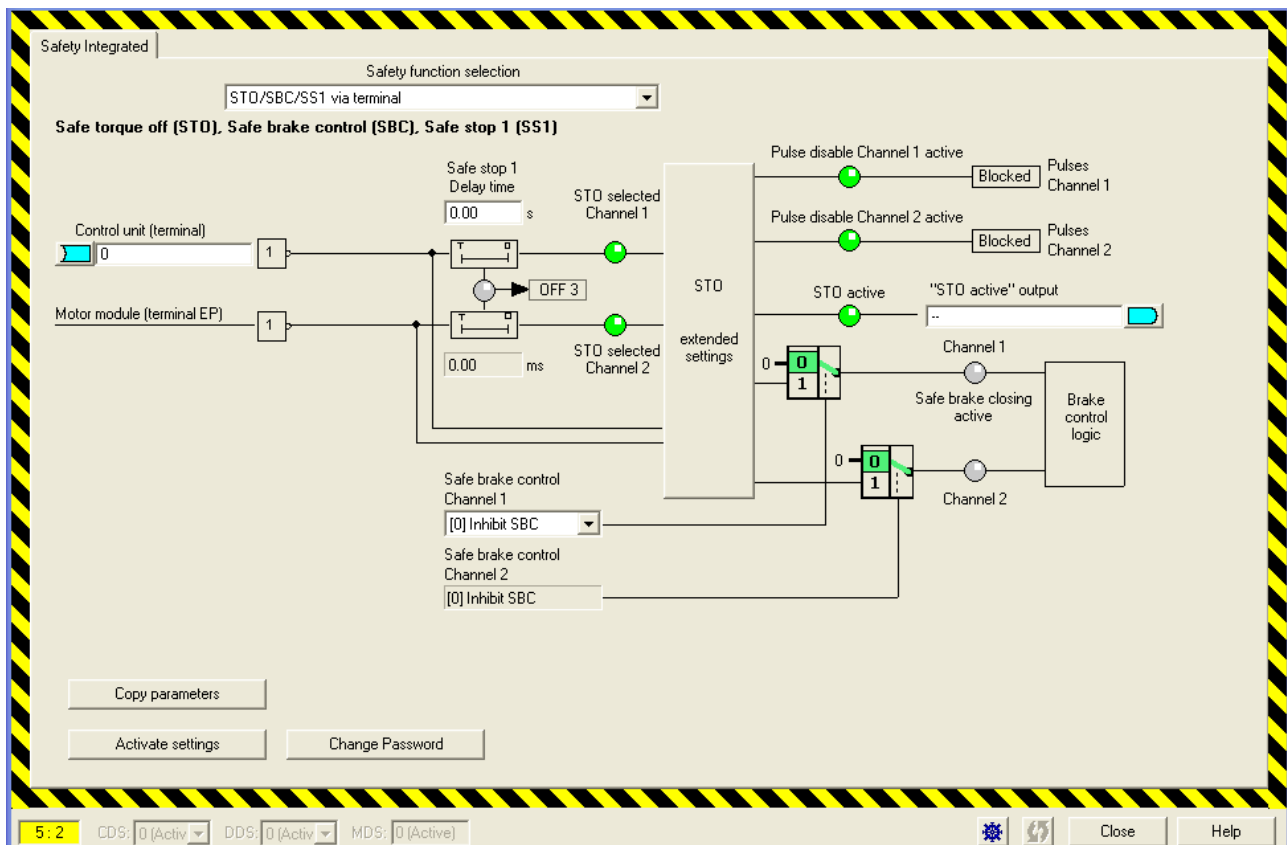 Safety Integrated
Safety function selection
STO/SBC/SS1 via terminal
Safe torque off (STO), Safe brake control (SBC), Safe stop 1 (SS1)
Safe stop 1
Delay time
0.00 s
STO selected
Channel 1
Control unit (terminal)
0
1
T 0
OFF 3
Motor module (terminal EP)
1
T 0
0.00 ms
STO selected
Channel 2
STO
extended
settings
Pulse disable Channel 1 active
Blocked
Pulses
Channel 1
Pulse disable Channel 2 active
Blocked
Pulses
Channel 2
STO active
"STO active" output
--
0
0
1
Channel 1
Safe brake closing
active
0
0
1
Channel 2
Brake
control
logic
Safe brake control
Channel 1
[0] Inhibit SBC
Safe brake control
Channel 2
[0] Inhibit SBC
Copy parameters
Activate settings
Change Password
5 : 2
CDS: 0 (Activ
DDS: 0 (Activ
MDS: 0 (Active)
Close
Help